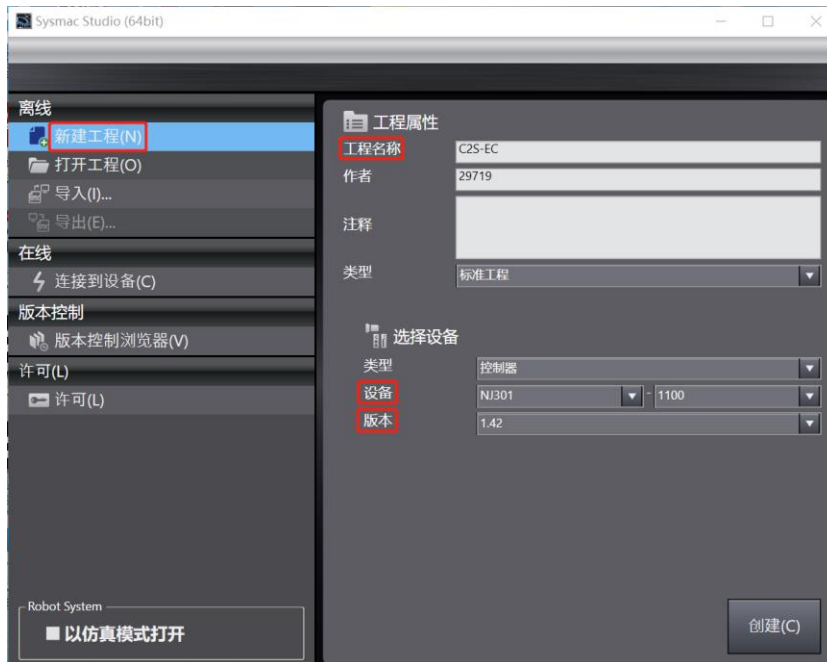 Sysmac Studio (64bit)
离线
新建工程(N)
打开工程(O)
导入(I)...
导出(E)...
在线
连接到设备(C)
版本控制
版本控制浏览器(V)
许可(L)
许可(L)
Robot System
以仿真模式打开
工程属性
工程名称 C2S-EC
作者 29719
注释
类型 标准工程
选择设备
类型 控制器
设备 NJ301 - 1100
版本 1.42
创建(C)